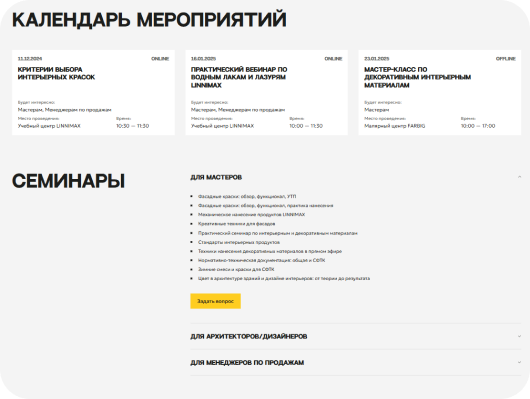 КАЛЕНДАРЬ МЕРОПРИЯТИЙ
11.12.2024 ONLINE
КРИТЕРИИ ВЫБОРА
ИНТЕРЬЕРНЫХ КРАСОК
Будет интересно:
Мастерам, Менеджерам по продажам
Место проведения: Время:
Учебный центр LINNIMAX 10:30 — 11:30
16.01.2025 ONLINE
ПРАКТИЧЕСКИЙ ВЕБИНАР ПО
ВОДНЫМ ЛАКАМ И ЛАЗУРЯМ
LINNIMAX
Будет интересно:
Мастерам, Менеджерам по продажам
Место проведения: Время:
Учебный центр LINNIMAX 10:00 — 11:30
23.01.2025 OFFLINE
МАСТЕР-КЛАСС ПО
ДЕКОРАТИВНЫМ ИНТЕРЬЕРНЫМ
МАТЕРИАЛАМ
Будет интересно:
Мастерам
Место проведения: Время:
Малярный центр FARBIG 10:00 — 17:00
СЕМИНАРЫ
ДЛЯ МАСТЕРОВ
Фасадные краски: обзор, функционал, УТП
Фасадные краски: обзор, функционал, практика нанесения
Механическое нанесение продуктов LINNIMAX
Креативные техники для фасадов
Практический семинар по интерьерным и декоративным материалам
Стандарты интерьерных продуктов
Техники нанесения декоративных материалов в прямом эфире
Нормативно-техническая документация: общая и СФТК
Зимние смеси и краски для СФТК
Цвет в архитектуре зданий и дизайне интерьеров: от теории до результата
Задать вопрос
ДЛЯ АРХИТЕКТОРОВ/ДИЗАЙНЕРОВ
ДЛЯ МЕНЕДЖЕРОВ ПО ПРОДАЖАМ